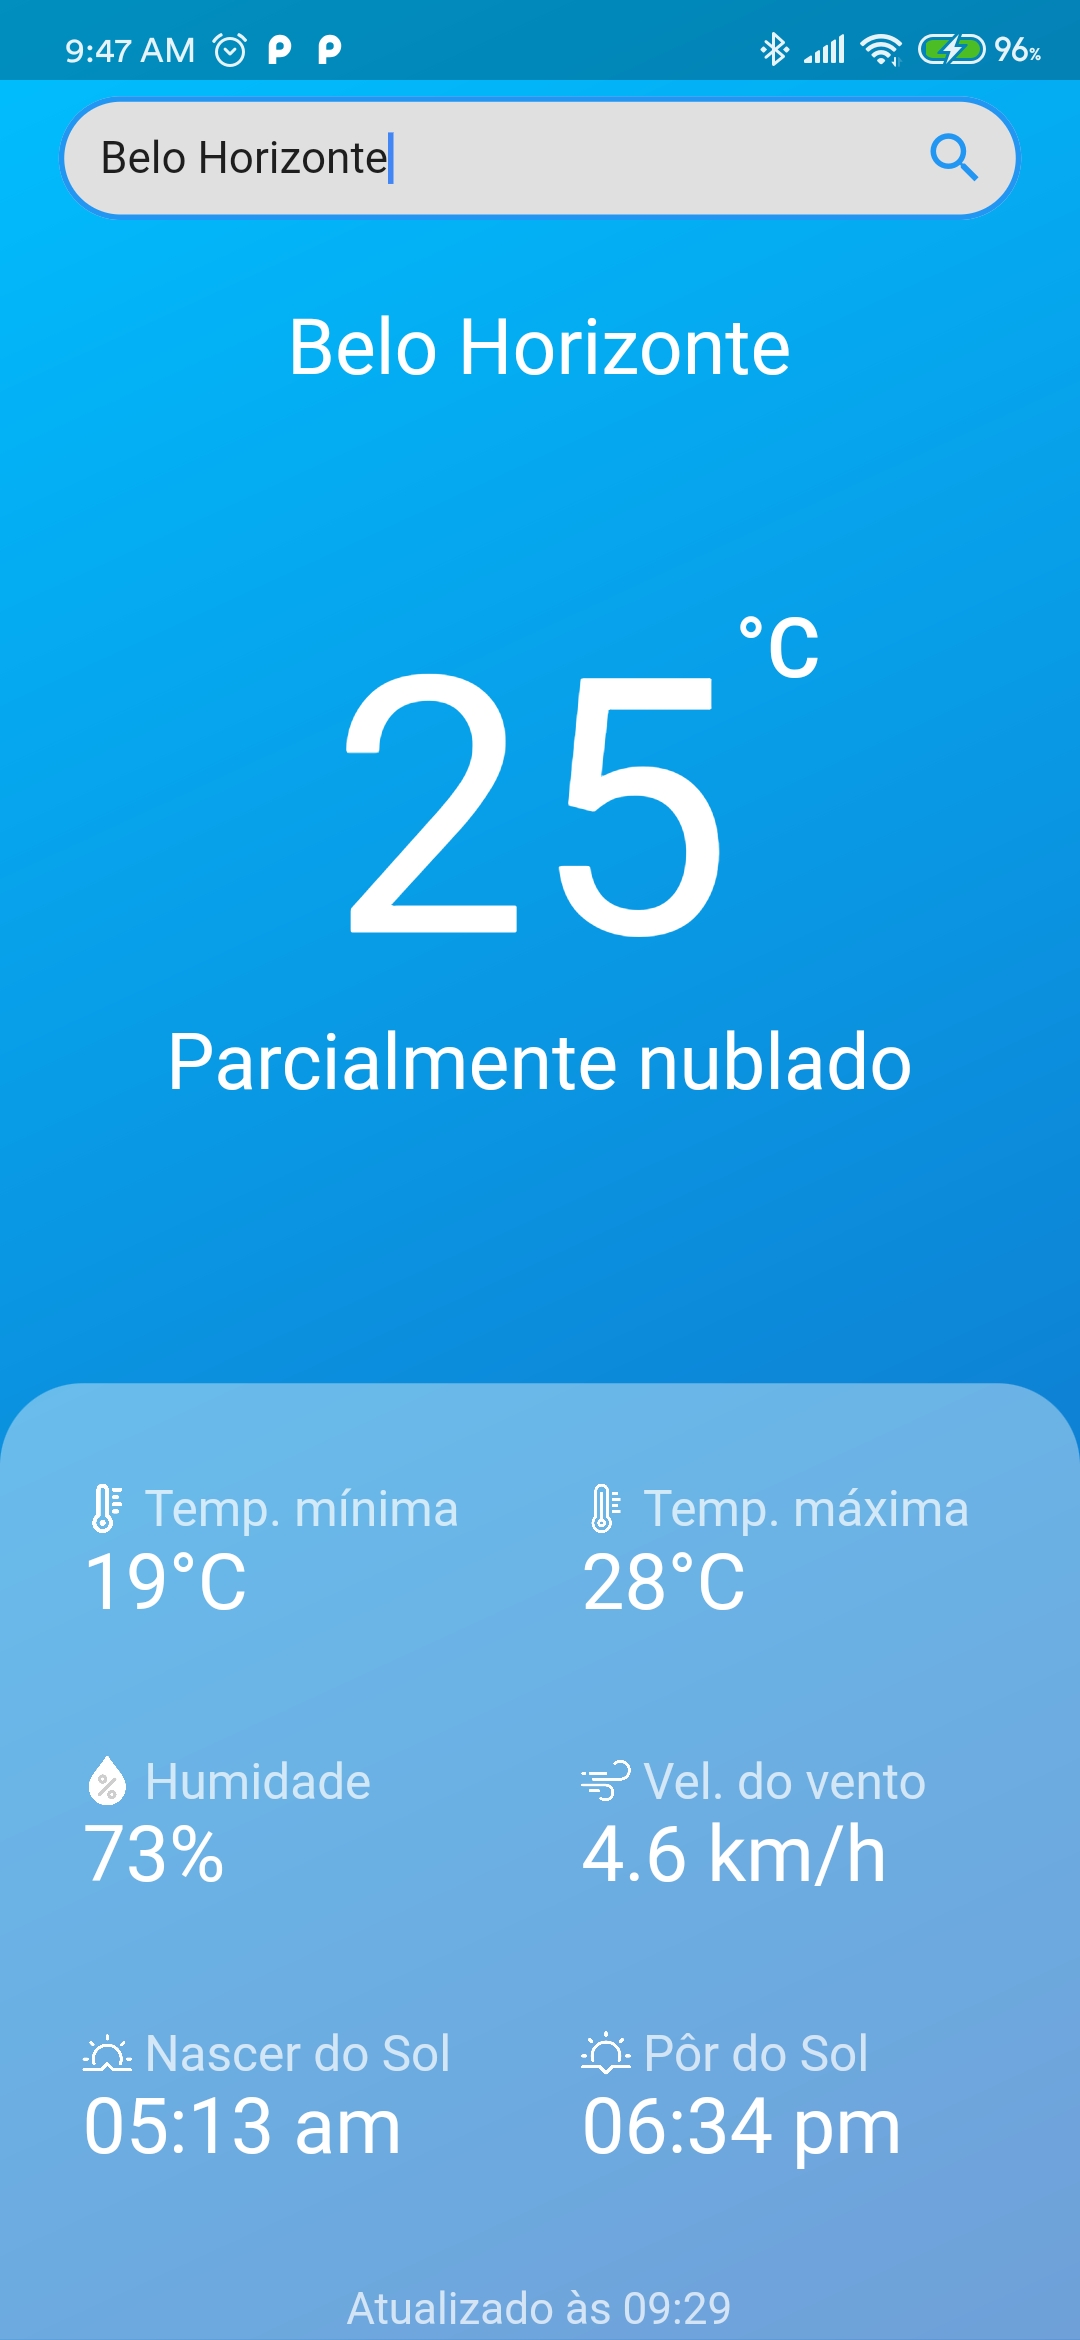 9:47 AM 96%
Belo Horizonte
Belo Horizonte
25 °C
Parcialmente nublado
Temp. mínima Temp. máxima
19°C 28°C
Humidade Vel. do vento
73% 4.6 km/h
Nascer do Sol Pôr do Sol
05:13 am 06:34 pm
Atualizado às 09:29